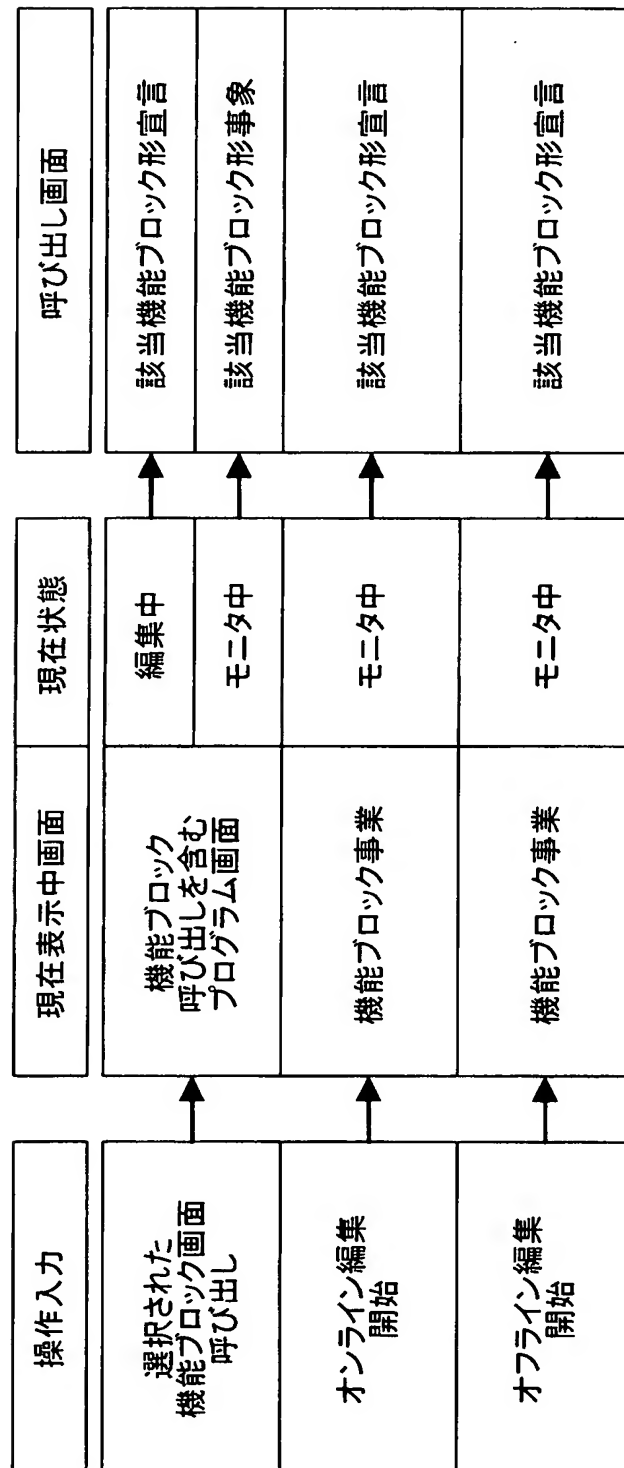 操作入力
現在表示中画面
現在状態
呼び出し画面
選択された
機能ブロック画面
呼び出し
機能ブロック
呼び出しを含む
プログラム画面
編集中
該当機能ブロック形宣言
モニタ中
該当機能ブロック形事象
オンライン編集
開始
機能ブロック事業
モニタ中
該当機能ブロック形宣言
オフライン編集
開始
機能ブロック事業
モニタ中
該当機能ブロック形宣言